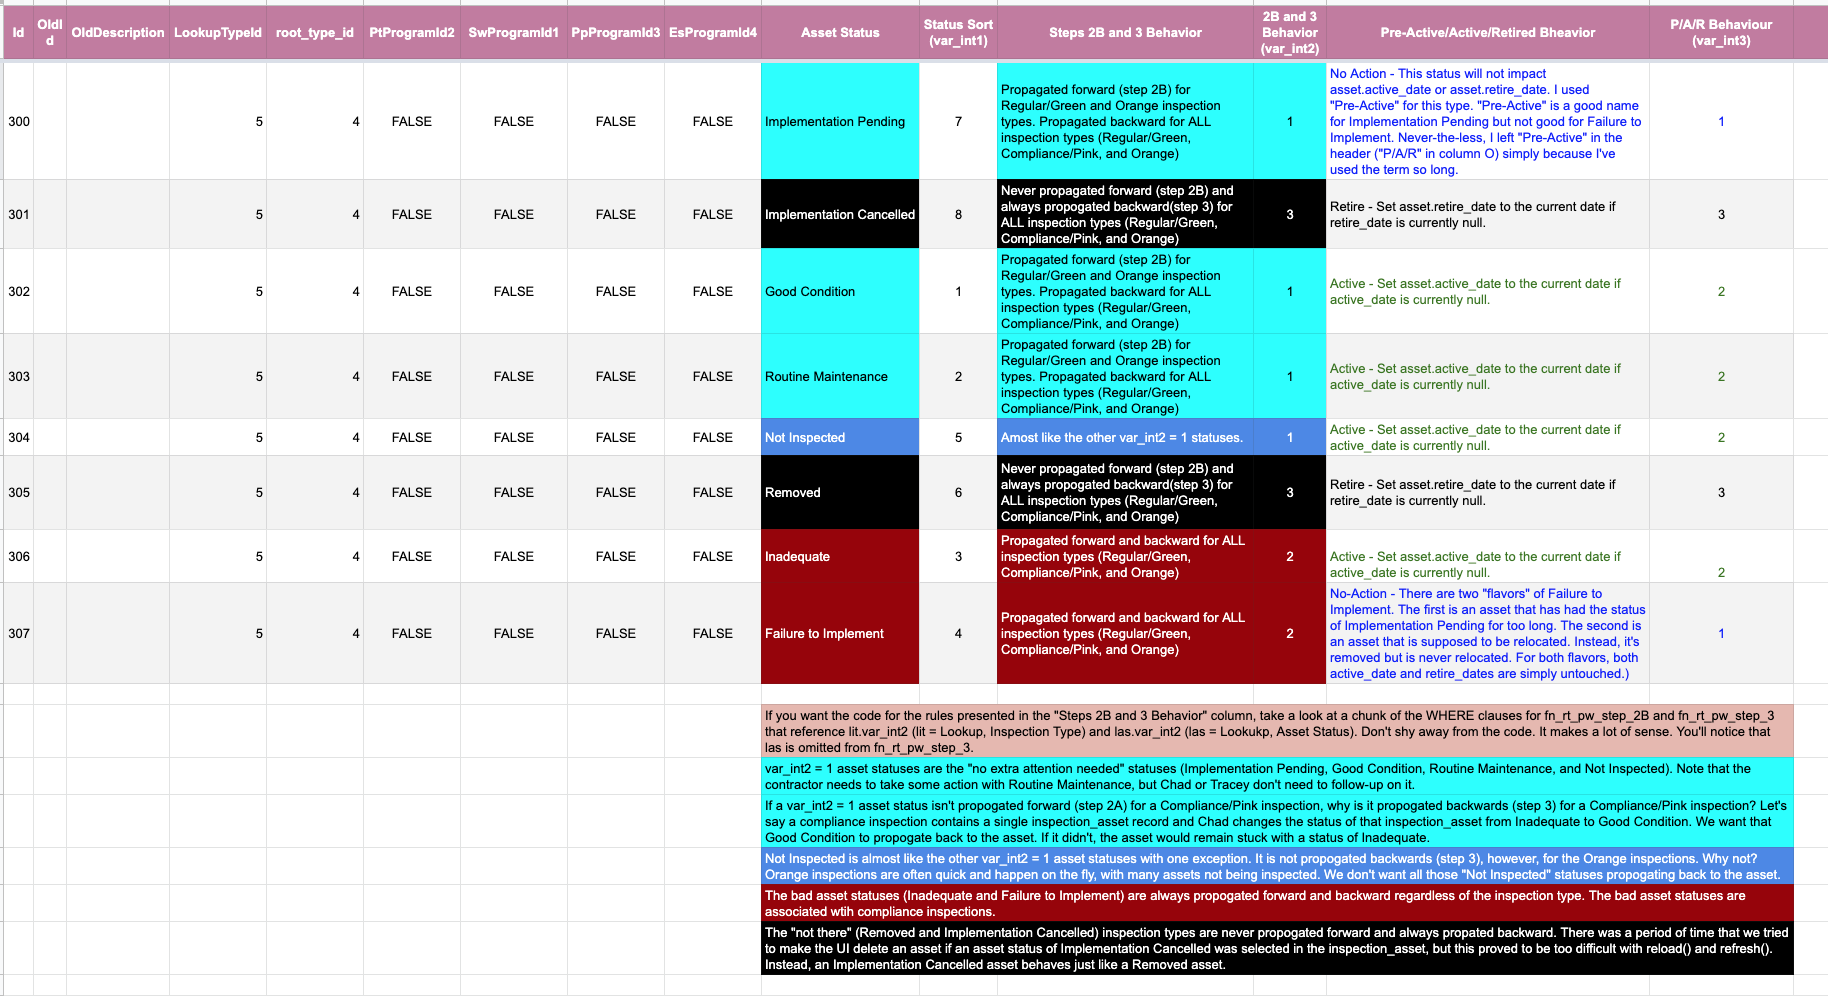 Id OldI d OldDescription LookupTypeId root_type_id PtProgramId2 SwProgramId1 PpProgramId3 EsProgramId4 Asset Status Status Sort (var_int1) Steps 2B and 3 Behavior 2B and 3 Behavior (var_int2) Pre-Active/Active/Retired Bheavior P/A/R Behaviour (var_int3)
300 5 4 FALSE FALSE FALSE FALSE Implementation Pending 7
Propagated forward (step 2B) for
Regular/Green and Orange inspection
types. Propagated backward for ALL
inspection types (Regular/Green,
Compliance/Pink, and Orange)
1
No Action - This status will not impact
asset.active_date or asset.retire_date. I used
"Pre-Active" for this type. "Pre-Active" is a good name
for Implementation Pending but not good for Failure to
Implement. Never-the-less, I left "Pre-Active" in the
header ("P/A/R" in column O) simply because I've
used the term so long.
1
301 5 4 FALSE FALSE FALSE FALSE Implementation Cancelled 8
Never propagated forward (step 2B) and
always propogated backward(step 3) for
ALL inspection types (Regular/Green,
Compliance/Pink, and Orange)
3
Retire - Set asset.retire_date to the current date if
retire_date is currently null.
3
302 5 4 FALSE FALSE FALSE FALSE Good Condition 1
Propagated forward (step 2B) for
Regular/Green and Orange inspection
types. Propagated backward for ALL
inspection types (Regular/Green,
Compliance/Pink, and Orange)
1
Active - Set asset.active_date to the current date if
active_date is currently null.
2
303 5 4 FALSE FALSE FALSE FALSE Routine Maintenance 2
Propagated forward (step 2B) for
Regular/Green and Orange inspection
types. Propagated backward for ALL
inspection types (Regular/Green,
Compliance/Pink, and Orange)
1
Active - Set asset.active_date to the current date if
active_date is currently null.
2
304 5 4 FALSE FALSE FALSE FALSE Not Inspected 5
Amost like the other var_int2 = 1 statuses.
1
Active - Set asset.active_date to the current date if
active_date is currently null.
2
305 5 4 FALSE FALSE FALSE FALSE Removed 6
Never propagated forward (step 2B) and
always propogated backward(step 3) for
ALL inspection types (Regular/Green,
Compliance/Pink, and Orange)
3
Retire - Set asset.retire_date to the current date if
retire_date is currently null.
3
306 5 4 FALSE FALSE FALSE FALSE Inadequate 3
Propagated forward and backward for ALL
inspection types (Regular/Green,
Compliance/Pink, and Orange)
2
Active - Set asset.active_date to the current date if
active_date is currently null.
2
307 5 4 FALSE FALSE FALSE FALSE Failure to Implement 4
Propagated forward and backward for ALL
inspection types (Regular/Green,
Compliance/Pink, and Orange)
2
No-Action - There are two "flavors" of Failure to
Implement. The first is an asset that has had the status
of Implementation Pending for too long. The second is
an asset that is supposed to be relocated. Instead, it's
removed but is never relocated. For both flavors, both
active_date and retire_dates are simply untouched.)
1
If you want the code for the rules presented in the "Steps 2B and 3 Behavior" column, take a look at a chunk of the WHERE clauses for fn_rt_pw_step_2B and fn_rt_pw_step_3
that reference lit.var_int2 (lit = Lookup, Inspection Type) and las.var_int2 (las = Lookukp, Asset Status). Don't shy away from the code. It makes a lot of sense. You'll notice that
las is omitted from fn_rt_pw_step_3.
var_int2 = 1 asset statuses are the "no extra attention needed" statuses (Implementation Pending, Good Condition, Routine Maintenance, and Not Inspected). Note that the
contractor needs to take some action with Routine Maintenance, but Chad or Tracey don't need to follow-up on it.
If a var_int2 = 1 asset status isn't propogated forward (step 2A) for a Compliance/Pink inspection, why is it propogated backwards (step 3) for a Compliance/Pink inspection? Let's
say a compliance inspection contains a single inspection_asset record and Chad changes the status of that inspection_asset from Inadequate to Good Condition. We want that
Good Condition to propogate back to the asset. If it didn't, the asset would remain stuck with a status of Inadequate.
Not Inspected is almost like the other var_int2 = 1 asset statuses with one exception. It is not propogated backwards (step 3), however, for the Orange inspections. Why not?
Orange inspections are often quick and happen on the fly, with many assets not being inspected. We don't want all those "Not Inspected" statuses propogating back to the asset.
The bad asset statuses (Inadequate and Failure to Implement) are always propogated forward and backward regardless of the inspection type. The bad asset statuses are
associated wtih compliance inspections.
The "not there" (Removed and Implementation Cancelled) inspection types are never propogated forward and always propated backward. There was a period of time that we tried
to make the UI delete an asset if an asset status of Implementation Cancelled was selected in the inspection_asset, but this proved to be too difficult with reload() and refresh().
Instead, an Implementation Cancelled asset behaves just like a Removed asset.